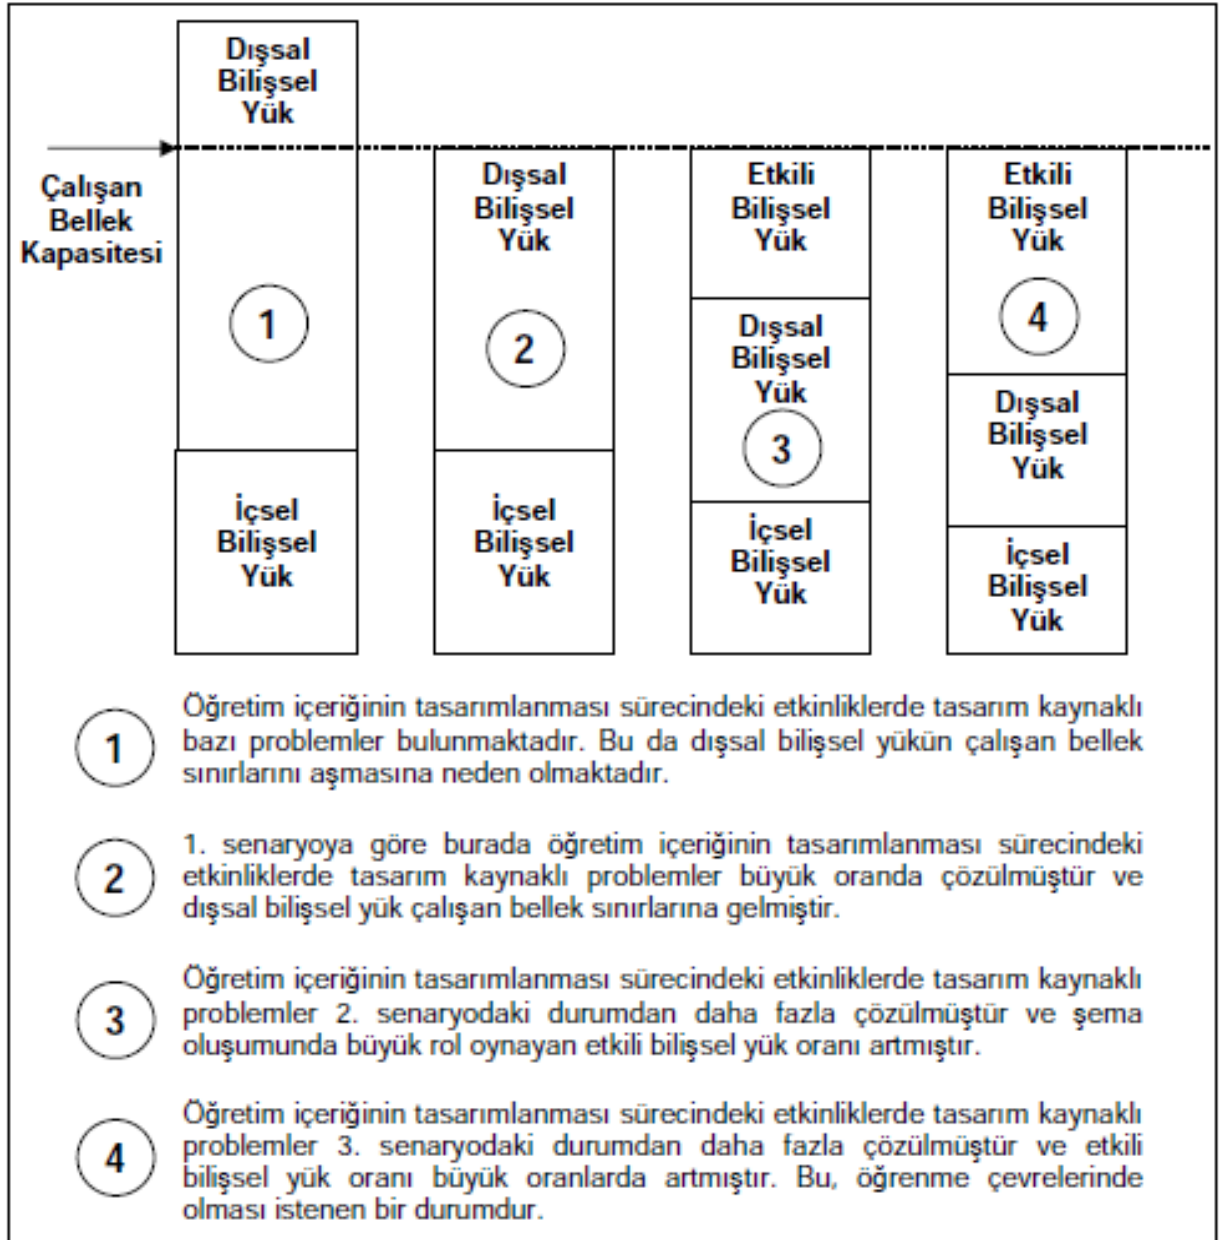 Dışsal
Bilişsel
Yük
Çalışan
Bellek
Kapasitesi
1
İçsel
Bilişsel
Yük
Dışsal
Bilişsel
Yük
2
İçsel
Bilişsel
Yük
Etkili
Bilişsel
Yük
Dışsal
Bilişsel
Yük
3
İçsel
Bilişsel
Yük
Etkili
Bilişsel
Yük
4
Dışsal
Bilişsel
Yük
İçsel
Bilişsel
Yük
1
Öğretim içeriğinin tasarımlanması sürecindeki etkinliklerde tasarım kaynaklı
bazı problemler bulunmaktadır. Bu da dışsal bilişsel yükün çalışan bellek
sınırlarını aşmasına neden olmaktadır.
2
1. senaryoya göre burada öğretim içeriğinin tasarımlanması sürecindeki
etkinliklerde tasarım kaynaklı problemler büyük oranda çözülmüştür ve
dışsal bilişsel yük çalışan bellek sınırlarına gelmiştir.
3
Öğretim içeriğinin tasarımlanması sürecindeki etkinliklerde tasarım kaynaklı
problemler 2. senaryodaki durumdan daha fazla çözülmüştür ve şema
oluşumunda büyük rol oynayan etkili bilişsel yük oranı artmıştır.
4
Öğretim içeriğinin tasarımlanması sürecindeki etkinliklerde tasarım kaynaklı
problemler 3. senaryodaki durumdan daha fazla çözülmüştür ve etkili
bilişsel yük oranı büyük oranlarda artmıştır. Bu, öğrenme çevrelerinde
olması istenen bir durumdur.